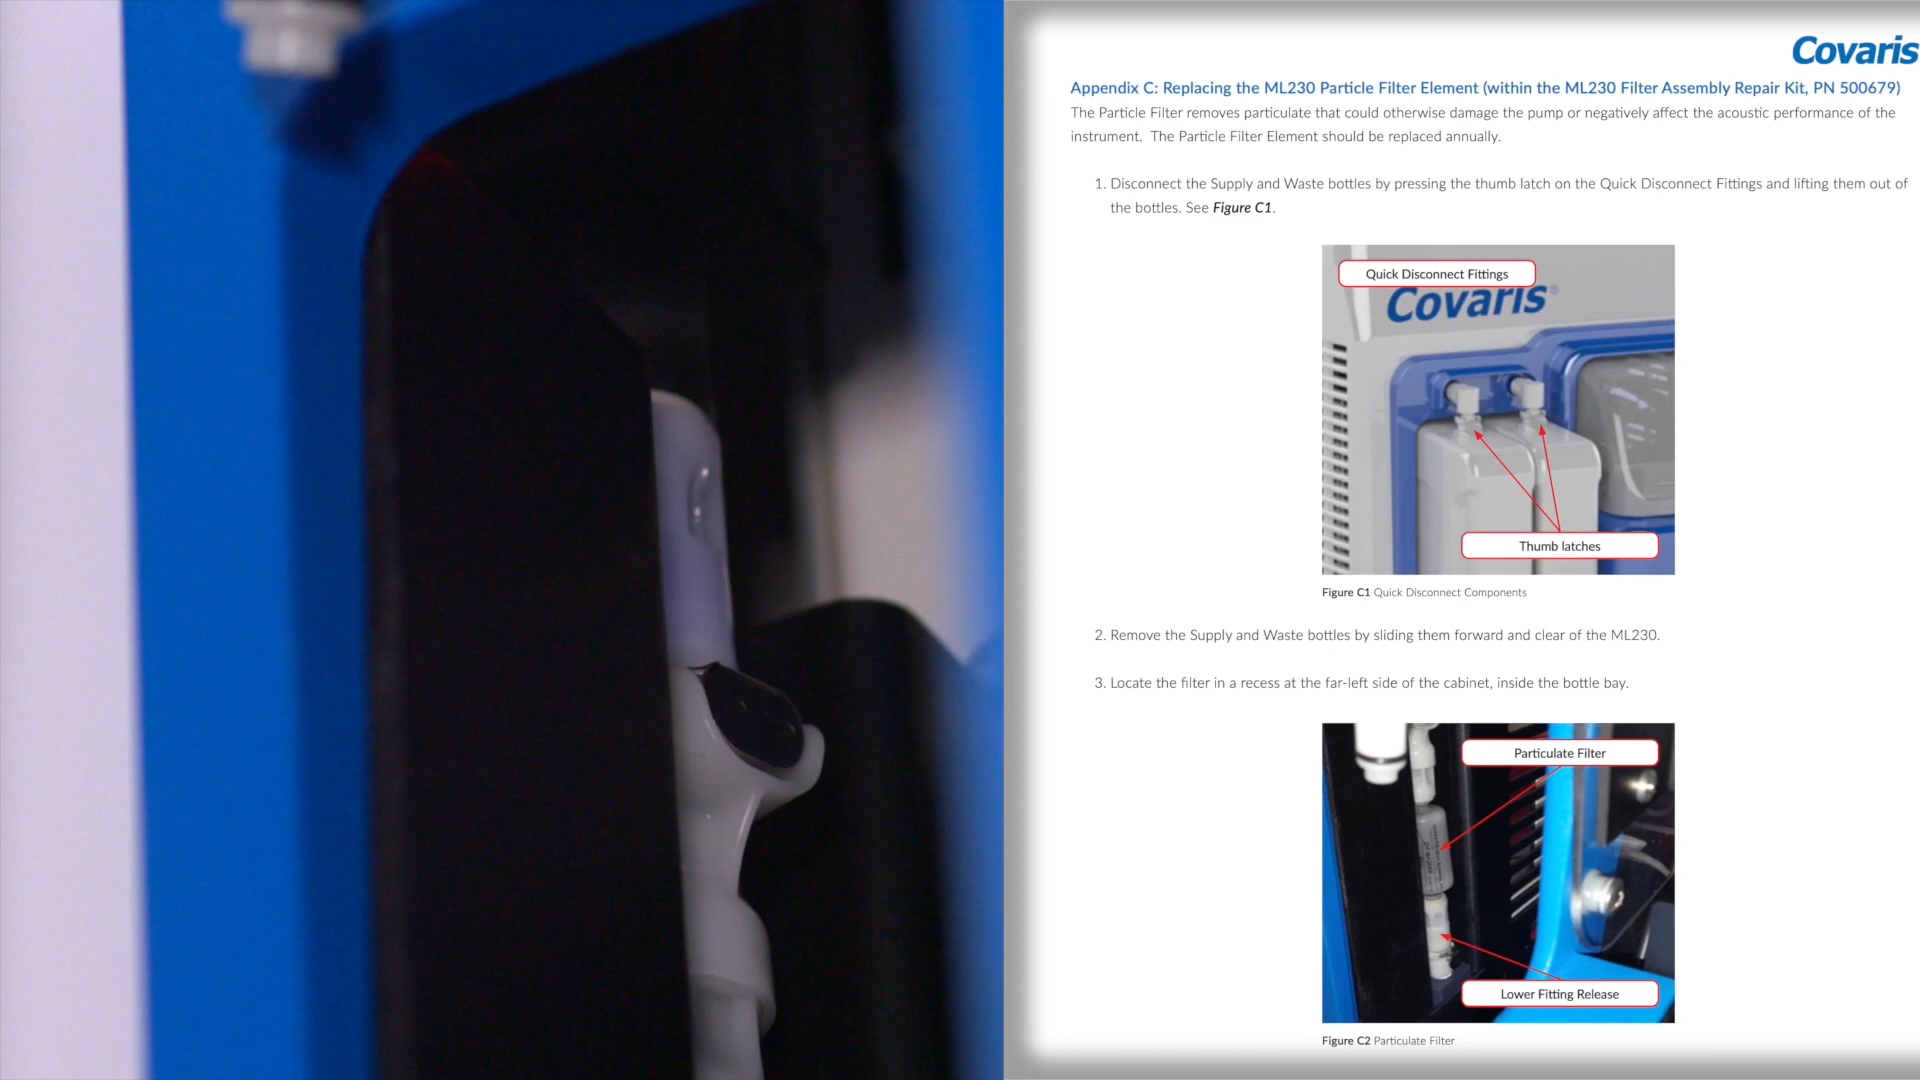 Covaris
Appendix C: Replacing the ML230 Particle Filter Element (within the ML230 Filter Assembly Repair Kit, PN 500679)
The Particle Filter removes particulate that could otherwise damage the pump or negatively affect the acoustic performance of the
instrument. The Particle Filter Element should be replaced annually.
1. Disconnect the Supply and Waste bottles by pressing the thumb latch on the Quick Disconnect Fittings and lifting them out of
the bottles. See Figure C1.
Quick Disconnect Fittings
Covaris®
Thumb latches
Figure C1 Quick Disconnect Components
2. Remove the Supply and Waste bottles by sliding them forward and clear of the ML230.
3. Locate the filter in a recess at the far-left side of the cabinet, inside the bottle bay.
Particulate Filter
Lower Fitting Release
Figure C2 Particulate Filter